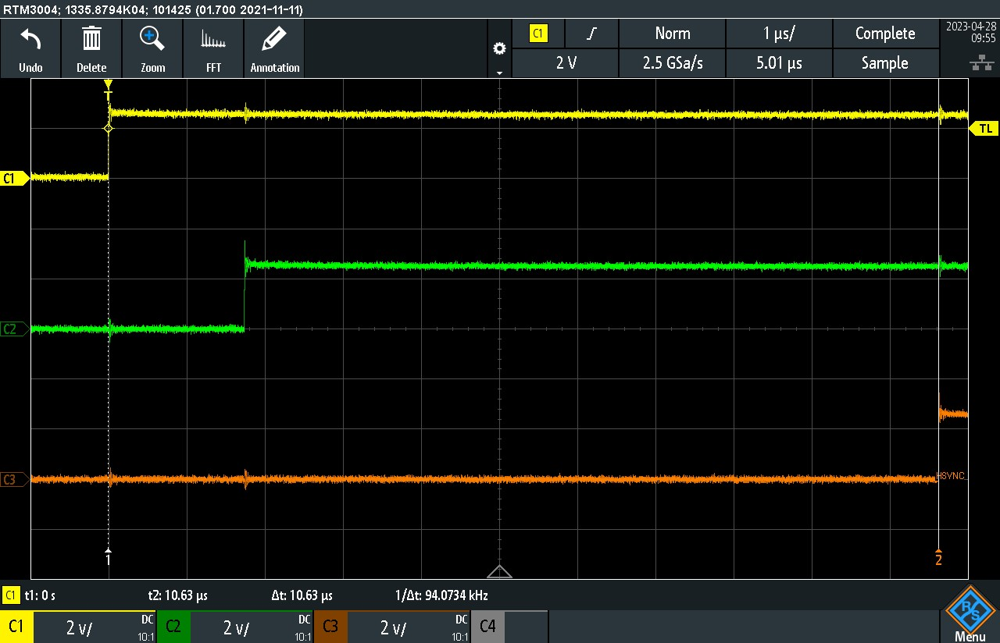 RTM3004; 1335.8794K04; 101425 (01.700 2021-11-11)
Undo
Delete
Zoom
FFT
Annotation
C1
Norm
1 µs/
Complete
2 V
2.5 GSa/s
5.01 µs
Sample
2023-04-28
09:55
T
TL
C1
C2
C3
HSYNC
1
2
C1 t1: 0 s t2: 10.63 µs Δt: 10.63 µs 1/Δt: 94.0734 kHz
C1 2 V/ DC 10:1
C2 2 V/ DC 10:1
C3 2 V/ DC 10:1
C4
R S
Menu